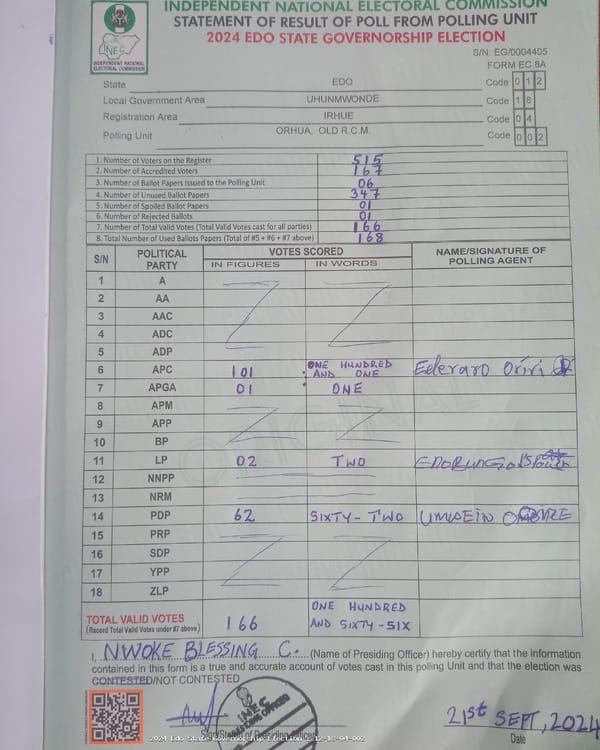 INDEPENDENT NATIONAL ELECTORAL COMMISSION
STATEMENT OF RESULT OF POLL FROM POLLING UNIT
2024 EDO STATE GOVERNORSHIP ELECTION
INEC
INDEPENDENT NATIONAL ELECTORAL COMMISSION
S/N: EG/0004405
FORM EC 8A
State EDO Code 0 1 2
Local Government Area UHUNMWONDE Code 1 8
Registration Area IRHUE Code 0 4
Polling Unit ORHUA, OLD R.C.M. Code 0 0 2
1. Number of Voters on the Register 515
2. Number of Accredited Voters 167
3. Number of Ballot Papers Issued to the Polling Unit 06
4. Number of Unused Ballot Papers 347
5. Number of Spoiled Ballot Papers 01
6. Number of Rejected Ballots 01
7. Number of Total Valid Votes (Total Valid Votes cast for all parties) 166
8. Total Number of Used Ballots Papers (Total of #5 + #6 + #7 above) 168
S/N POLITICAL PARTY VOTES SCORED NAME/SIGNATURE OF POLLING AGENT
IN FIGURES IN WORDS
1 A
2 AA
3 AAC
4 ADC
5 ADP
6 APC 101 ONE HUNDRED AND ONE Ederaro Oriri
7 APGA 01 ONE
8 APM
9 APP
10 BP
11 LP 02 TWO
12 NNPP
13 NRM
14 PDP 62 SIXTY-TWO
15 PRP
16 SDP
17 YPP
18 ZLP
TOTAL VALID VOTES 166 ONE HUNDRED AND SIXTY-SIX
(Record Total Valid Votes under #7 above)
I, NWOKE BLESSING C. (Name of Presiding Officer) hereby certify that the information
contained in this form is a true and accurate account of votes cast in this polling Unit and that the election was
CONTESTED/NOT CONTESTED
INEC
21st SEPT, 2024
Date